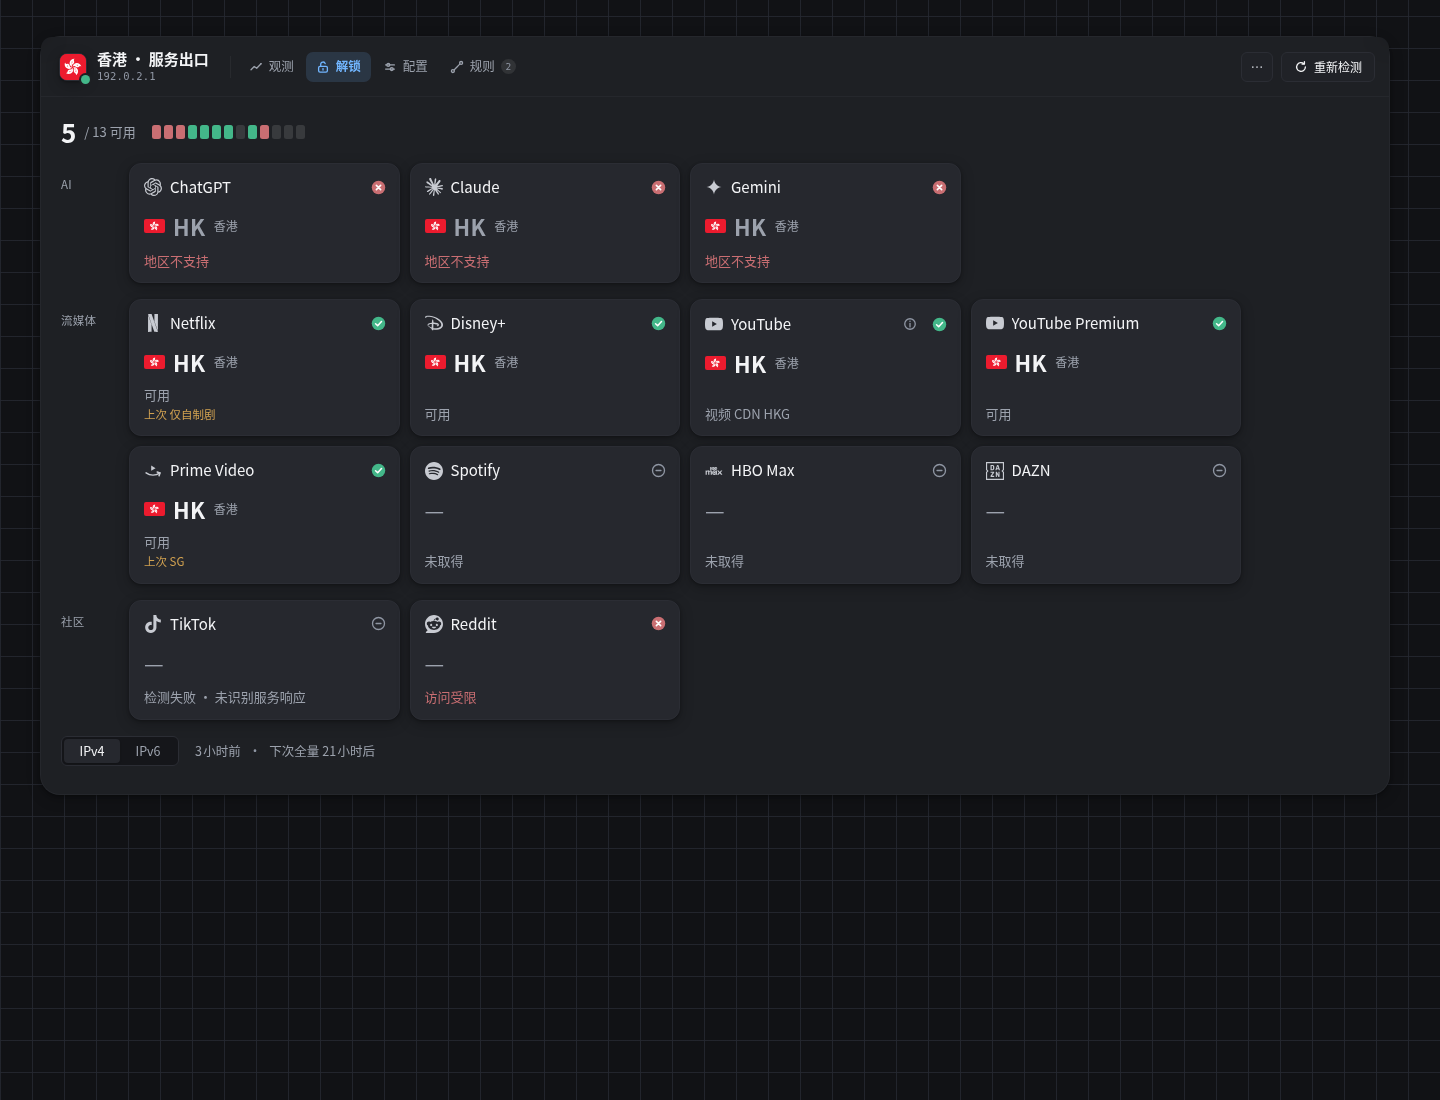 香港 · 服务出口
192.0.2.1
观测
解锁
配置
规则 2
···
重新检测
5 / 13 可用
AI
ChatGPT
HK 香港
地区不支持
Claude
HK 香港
地区不支持
Gemini
HK 香港
地区不支持
流媒体
Netflix
HK 香港
可用
上次 仅自制剧
Disney+
HK 香港
可用
YouTube
HK 香港
视频 CDN HKG
YouTube Premium
HK 香港
可用
Prime Video
HK 香港
可用
上次 SG
Spotify
—
未取得
HBO Max
—
未取得
DAZN
—
未取得
社区
TikTok
—
检测失败 · 未识别服务响应
Reddit
—
访问受限
IPv4 IPv6 3小时前 · 下次全量 21小时后